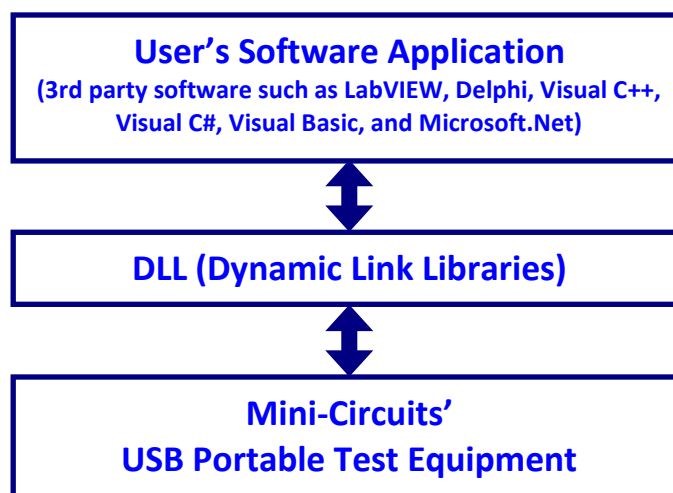 User’s Software Application
(3rd party software such as LabVIEW, Delphi, Visual C++,
Visual C#, Visual Basic, and Microsoft.Net)
DLL (Dynamic Link Libraries)
Mini-Circuits’
USB Portable Test Equipment